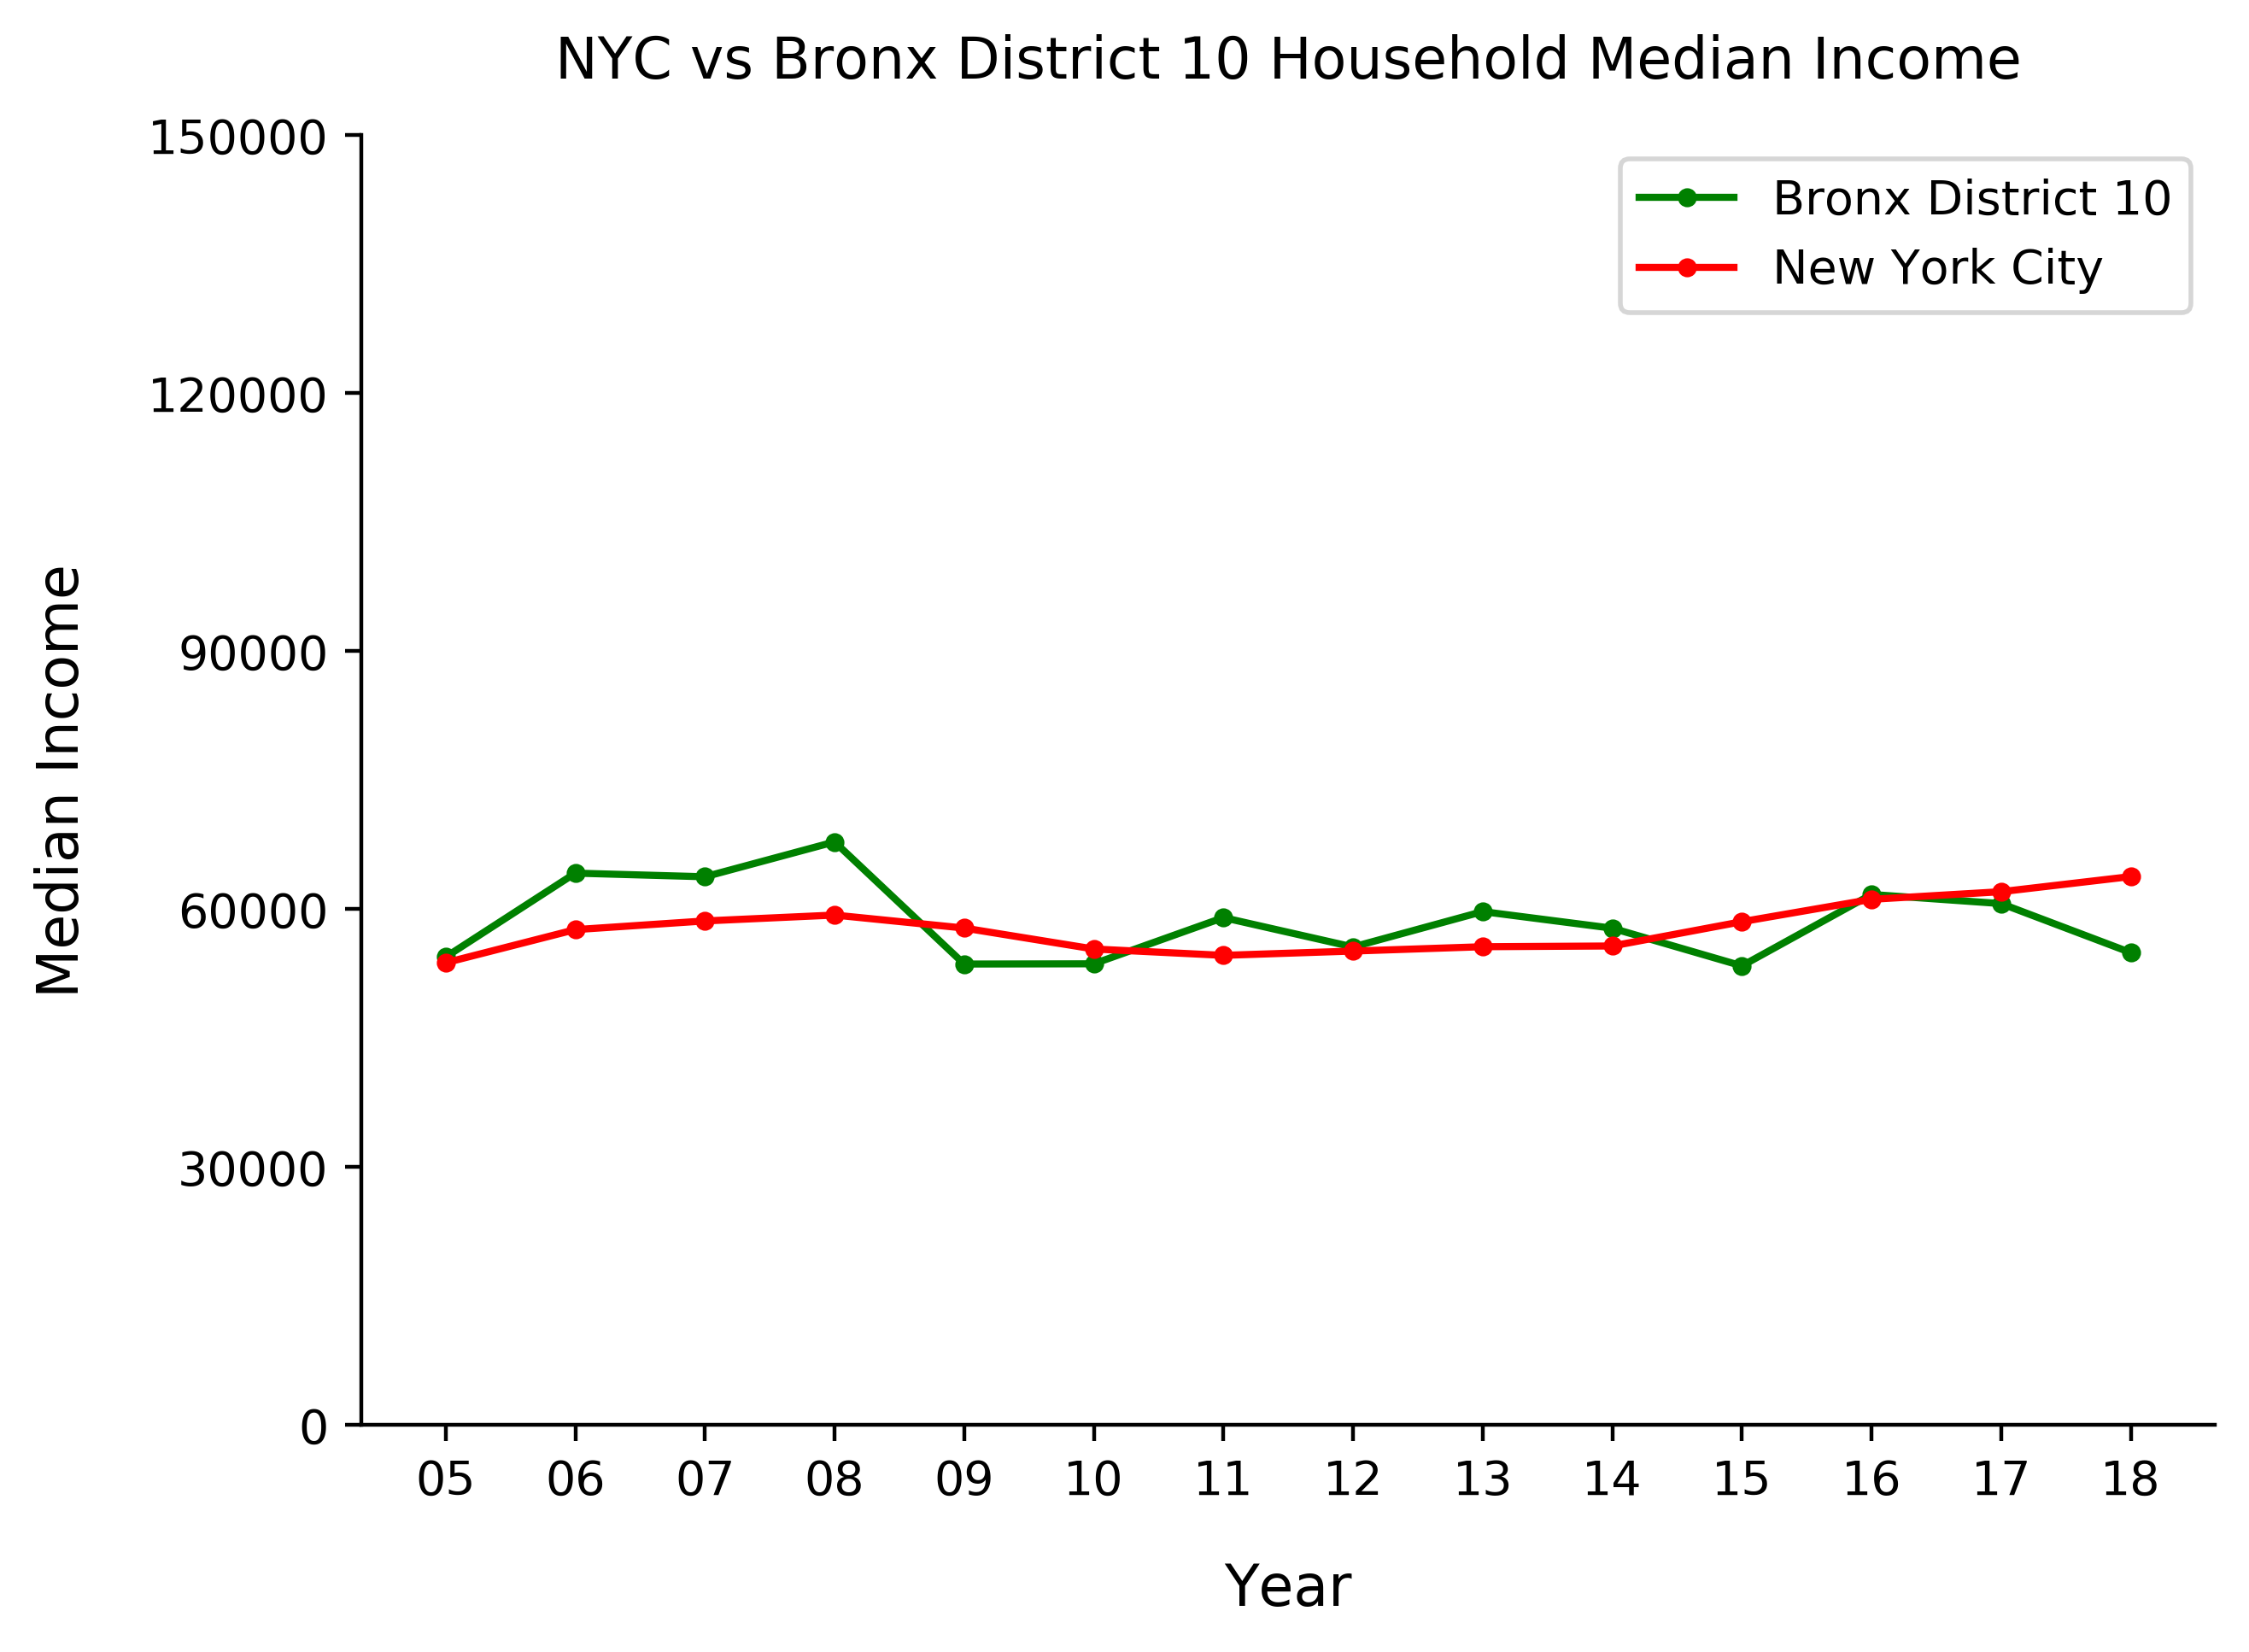 NYC vs Bronx District 10 Household Median Income
150000
120000
90000
60000
30000
0
Median Income
Bronx District 10
New York City
05 06 07 08 09 10 11 12 13 14 15 16 17 18
Year